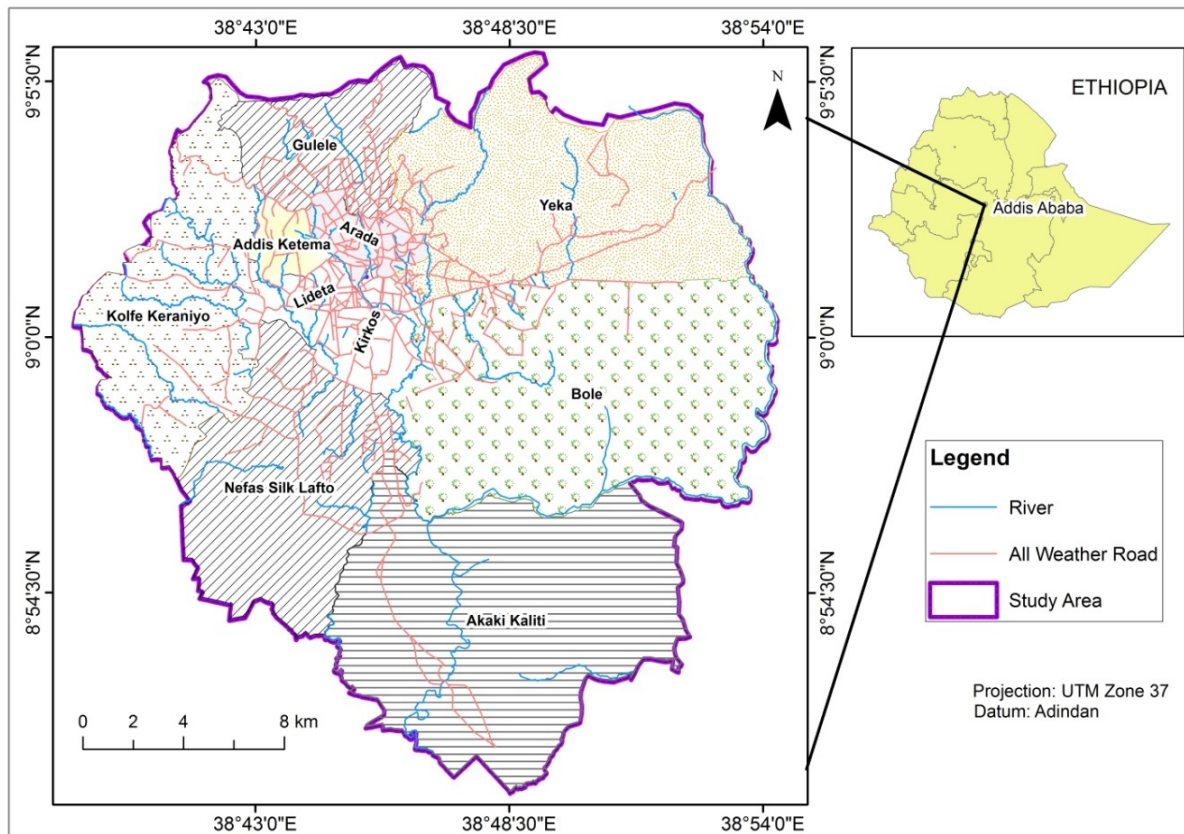 38°43'0"E
38°48'30"E
38°54'0"E
9°5'30"N
9°5'30"N
N
ETHIOPIA
Gulele
Yeka
Addis Ababa
Arada
Addis Ketema
Lideta
Kolfe Keraniyo
Kirkos
9°0'0"N
9°0'0"N
Bole
Legend
Nefas Silk Lafto
River
All Weather Road
8°54'30"N
8°54'30"N
Study Area
Akaki Kaliti
Projection: UTM Zone 37
Datum: Adindan
0 2 4 8 km
38°43'0"E
38°48'30"E
38°54'0"E